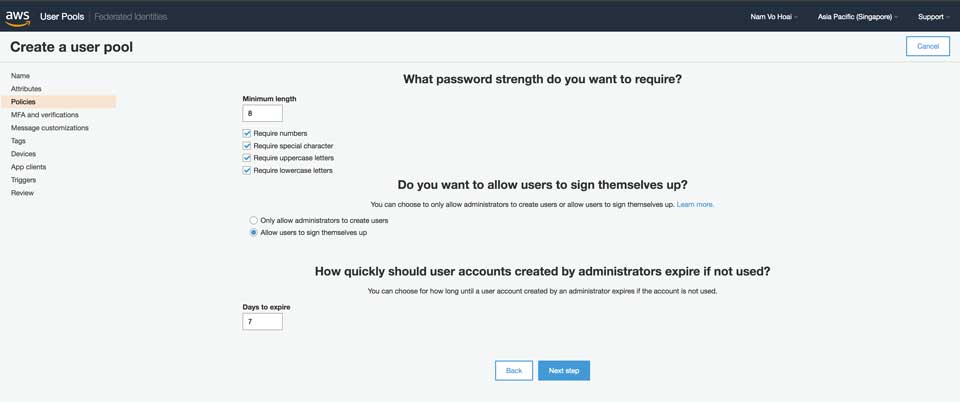 aws User Pools | Federated Identities Nam Vo Hoai Asia Pacific (Singapore) Support
Create a user pool Cancel
Name
Attributes
Policies
MFA and verifications
Message customizations
Tags
Devices
App clients
Triggers
Review
What password strength do you want to require?
Minimum length
8
Require numbers
Require special character
Require uppercase letters
Require lowercase letters
Do you want to allow users to sign themselves up?
You can choose to only allow administrators to create users or allow users to sign themselves up. Learn more.
Only allow administrators to create users
Allow users to sign themselves up
How quickly should user accounts created by administrators expire if not used?
You can choose for how long until a user account created by an administrator expires if the account is not used.
Days to expire
7
Back Next step